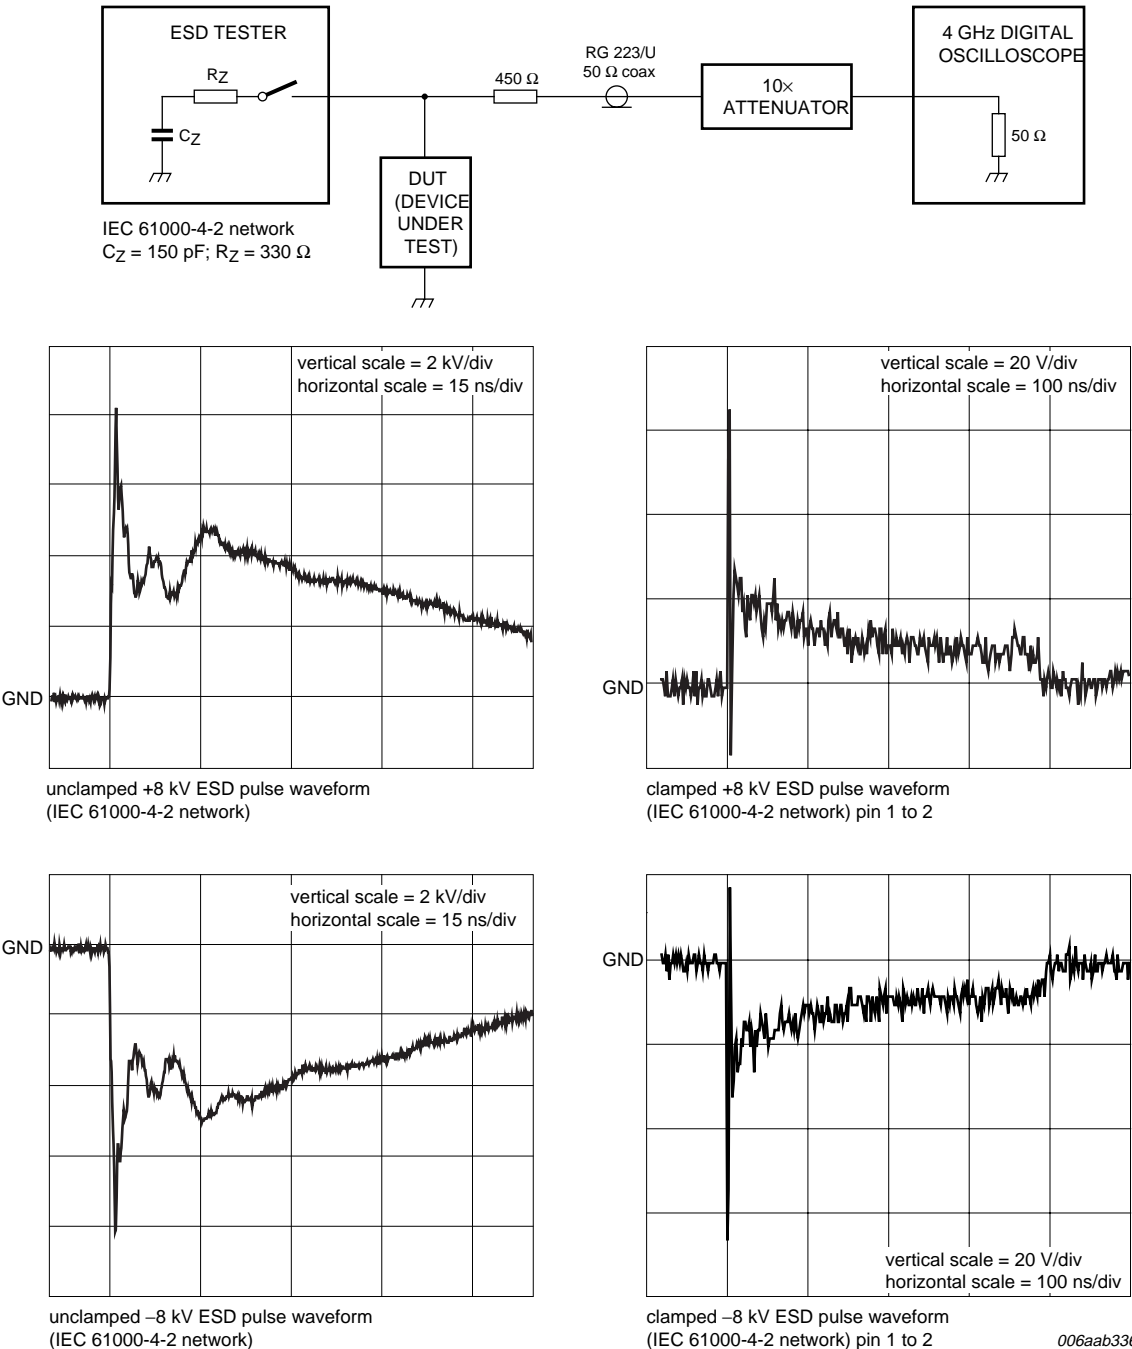 ESD TESTER
RZ
CZ
IEC 61000-4-2 network
CZ = 150 pF; RZ = 330 Ω
DUT
(DEVICE
UNDER
TEST)
450 Ω
RG 223/U
50 Ω coax
10×
ATTENUATOR
4 GHz DIGITAL
OSCILLOSCOPE
50 Ω
vertical scale = 2 kV/div
horizontal scale = 15 ns/div
GND
unclamped +8 kV ESD pulse waveform
(IEC 61000-4-2 network)
vertical scale = 20 V/div
horizontal scale = 100 ns/div
GND
clamped +8 kV ESD pulse waveform
(IEC 61000-4-2 network) pin 1 to 2
vertical scale = 2 kV/div
horizontal scale = 15 ns/div
GND
unclamped −8 kV ESD pulse waveform
(IEC 61000-4-2 network)
GND
vertical scale = 20 V/div
horizontal scale = 100 ns/div
clamped −8 kV ESD pulse waveform
(IEC 61000-4-2 network) pin 1 to 2
006aab336